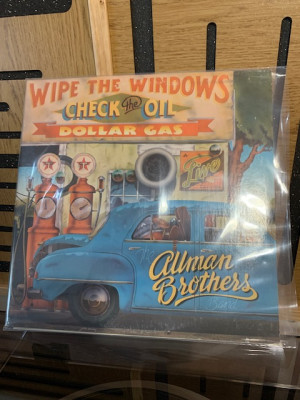 WIPE THE WINDOWS
CHECK the OIL
DOLLAR GAS
Allman
Brothers